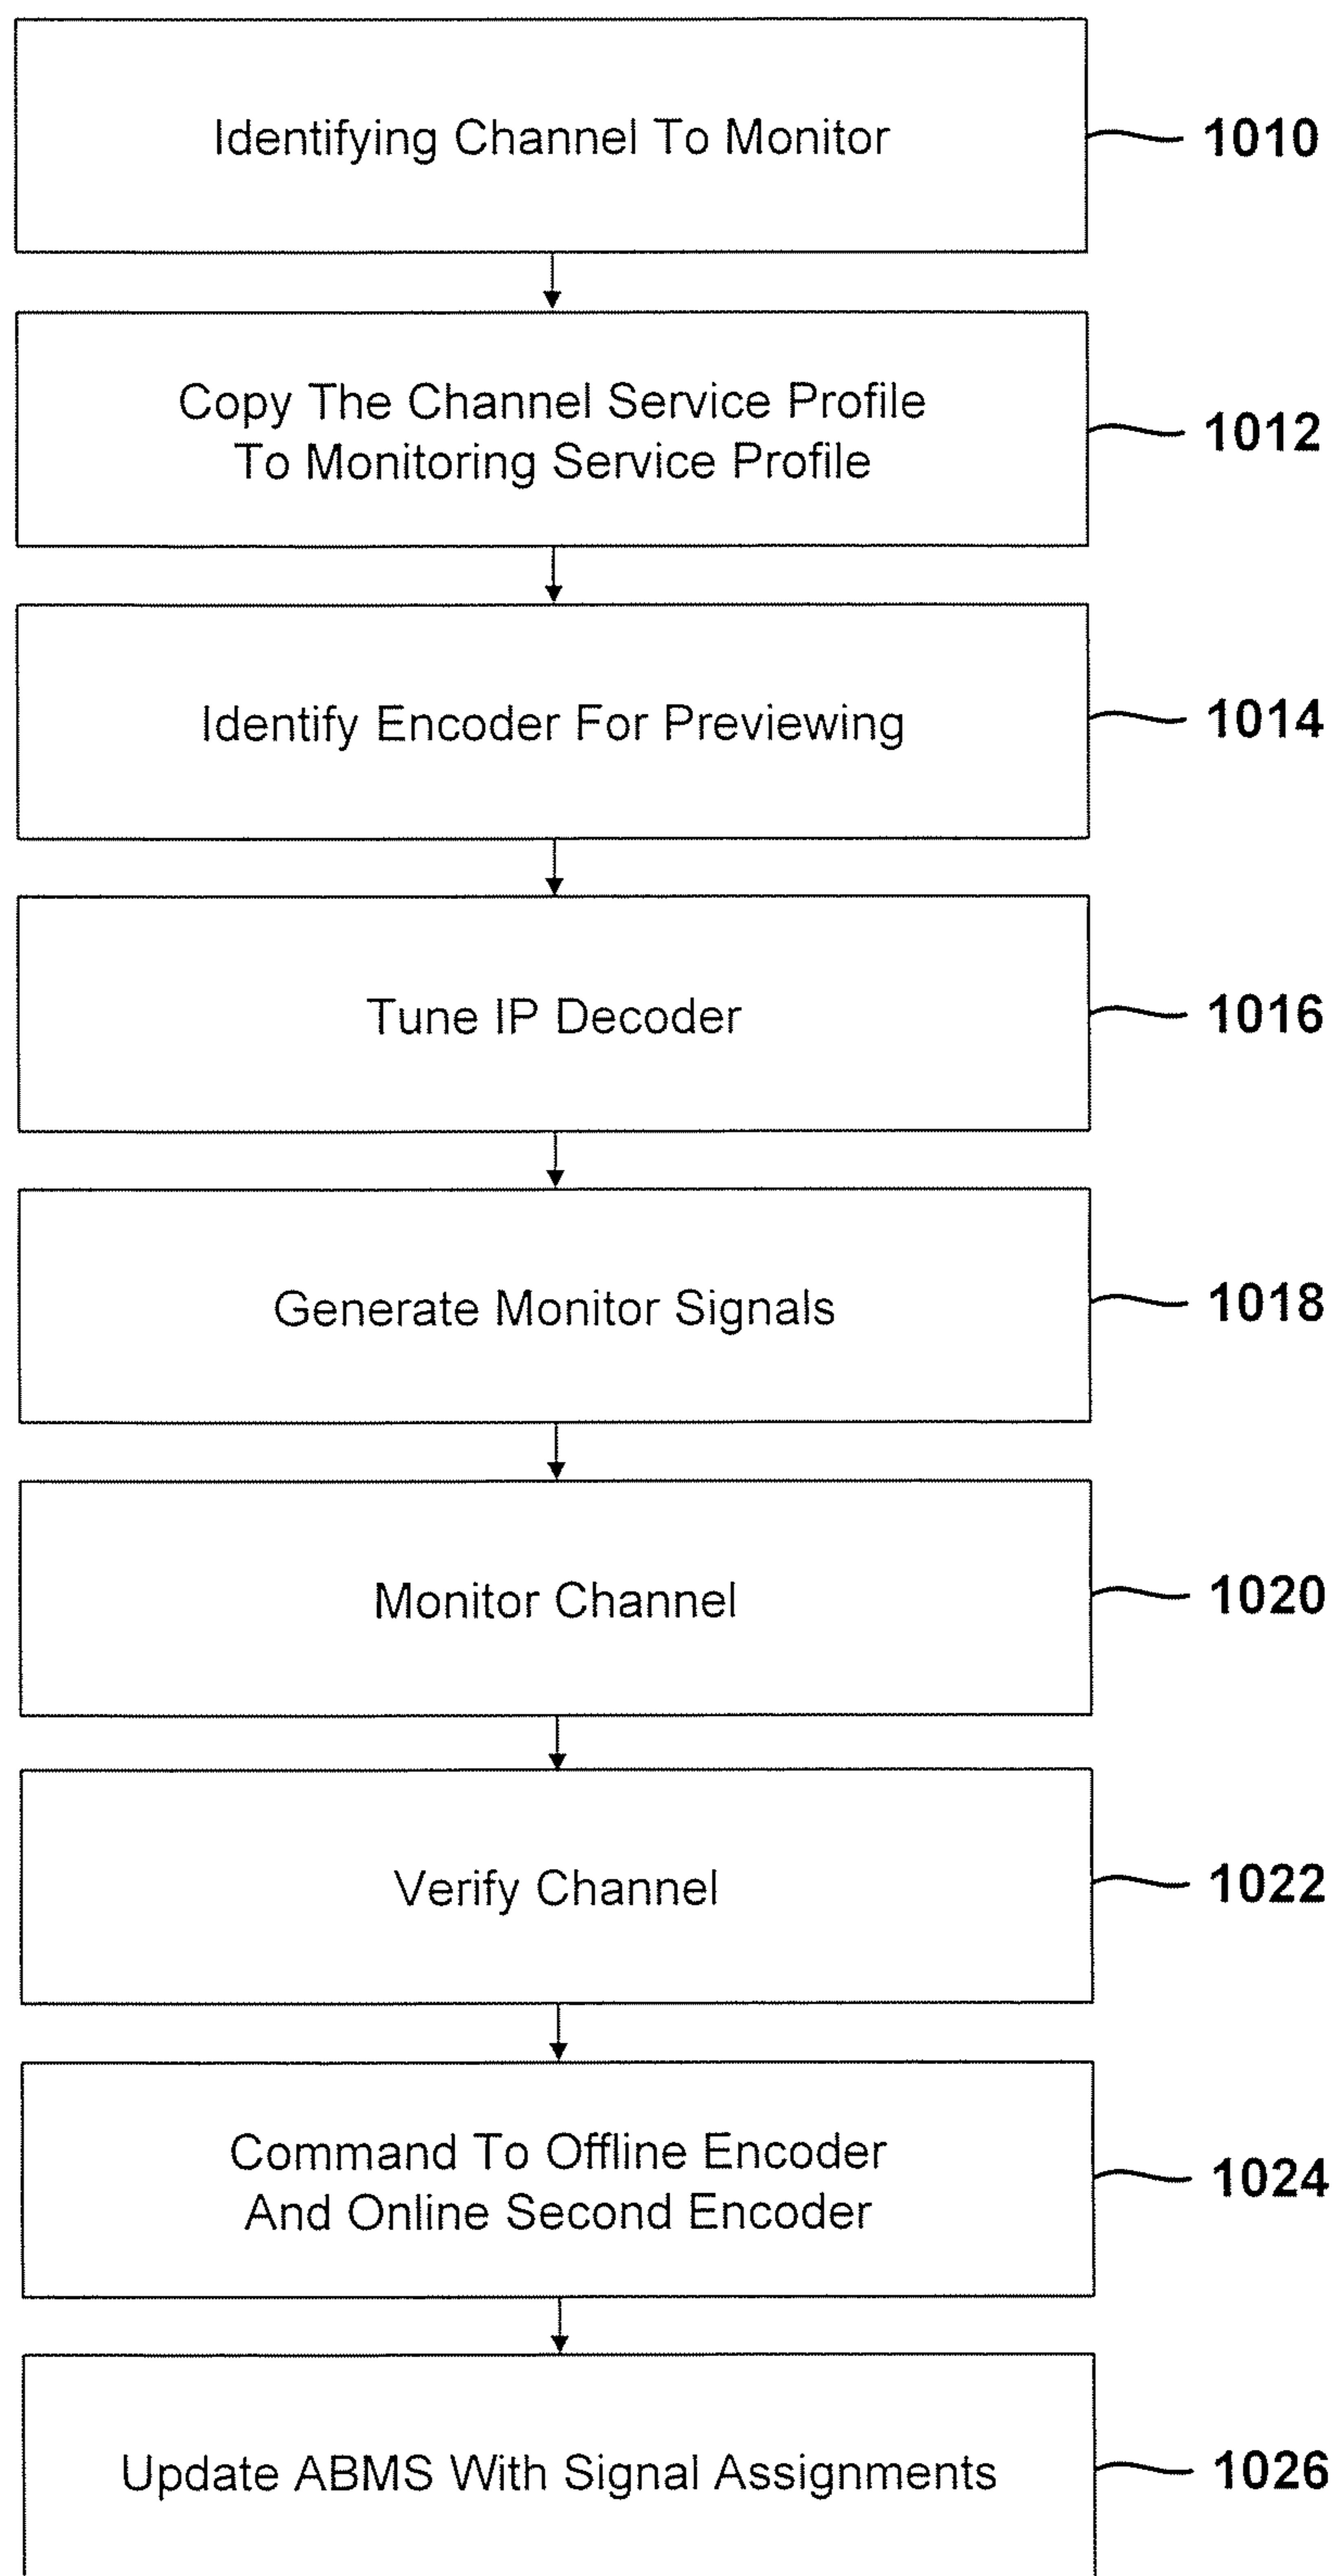 Identifying Channel To Monitor
1010
Copy The Channel Service Profile
To Monitoring Service Profile
1012
Identify Encoder For Previewing
1014
Tune IP Decoder
1016
Generate Monitor Signals
1018
Monitor Channel
1020
Verify Channel
1022
Command To Offline Encoder
And Online Second Encoder
1024
Update ABMS With Signal Assignments
1026